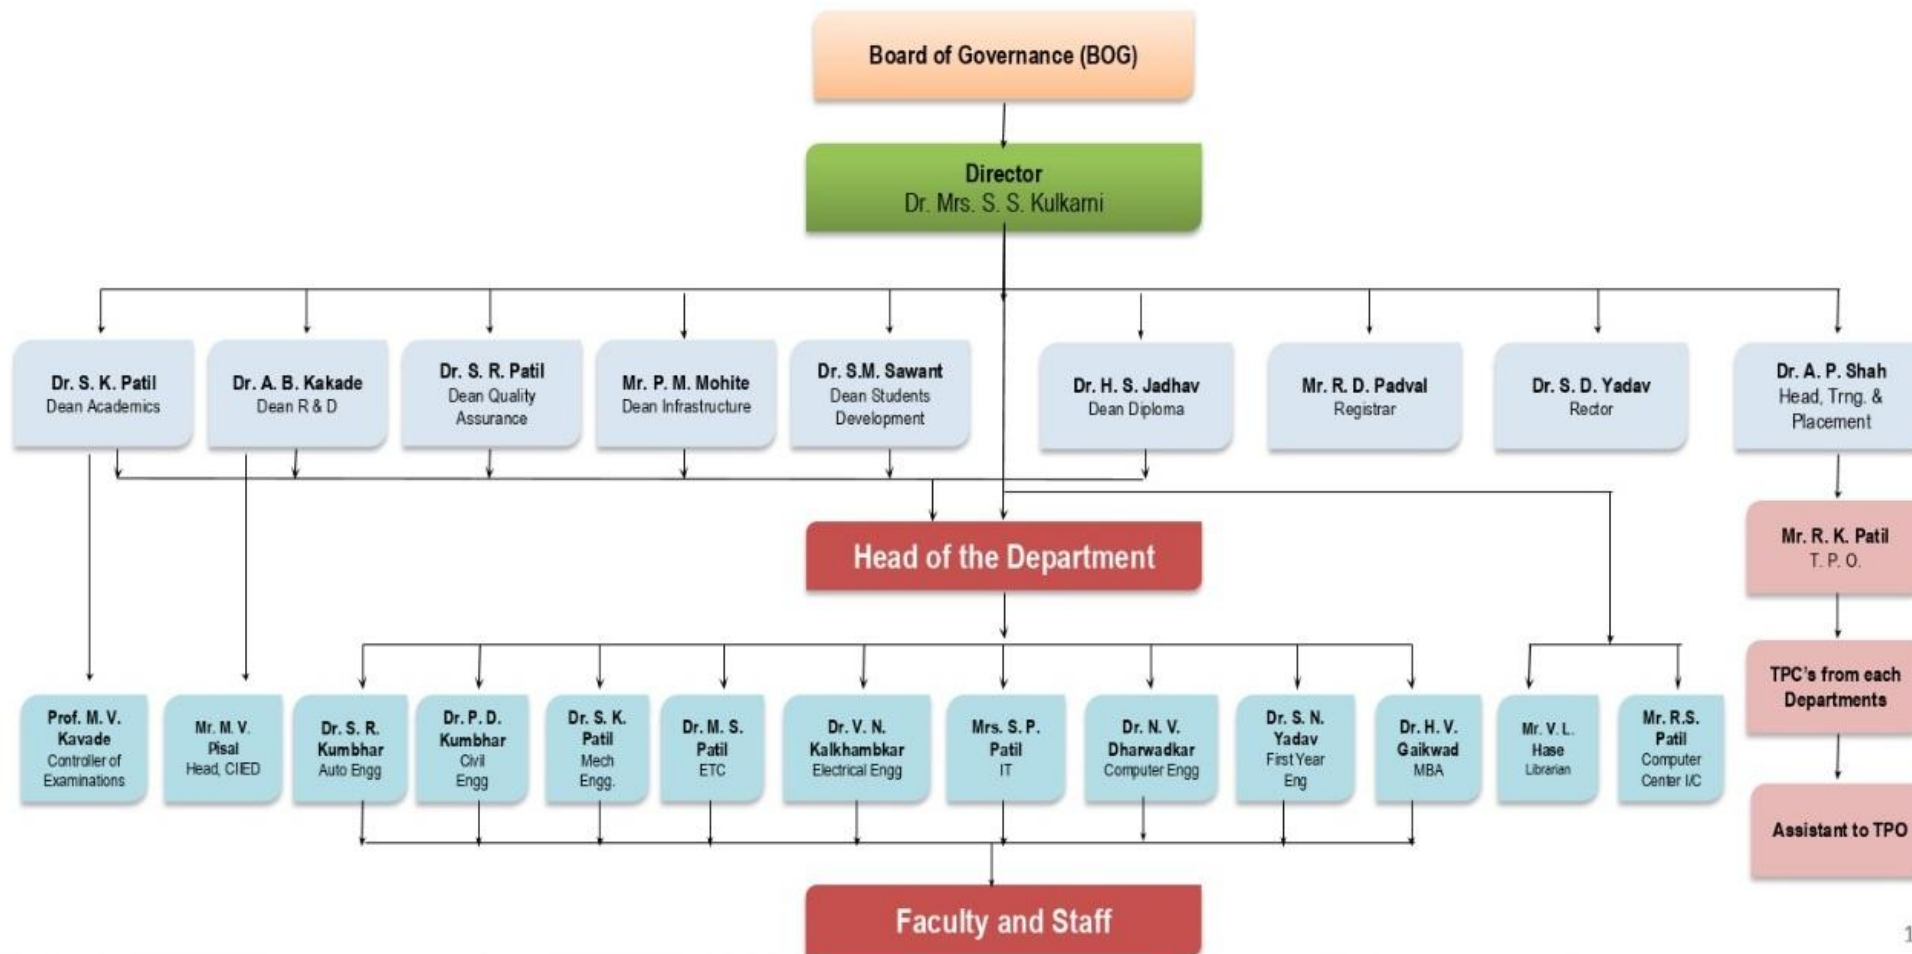 Board of Governance (BOG)
Director
Dr. Mrs. S. S. Kulkarni
Dr. S. K. Patil
Dean Academics
Dr. A. B. Kakade
Dean R & D
Dr. S. R. Patil
Dean Quality
Assurance
Mr. P. M. Mohite
Dean Infrastructure
Dr. S.M. Sawant
Dean Students
Development
Dr. H. S. Jadhav
Dean Diploma
Mr. R. D. Padval
Registrar
Dr. S. D. Yadav
Rector
Dr. A. P. Shah
Head, Trng. &
Placement
Head of the Department
Mr. R. K. Patil
T. P. O.
TPC's from each
Departments
Assistant to TPO
Prof. M. V.
Kavade
Controller of
Examinations
Mr. M. V.
Pisal
Head, CIIED
Dr. S. R.
Kumbhar
Auto Engg
Dr. P. D.
Kumbhar
Civil
Engg
Dr. S. K.
Patil
Mech
Engg.
Dr. M. S.
Patil
ETC
Dr. V. N.
Kalkhambkar
Electrical Engg
Mrs. S. P.
Patil
IT
Dr. N. V.
Dharwadkar
Computer Engg
Dr. S. N.
Yadav
First Year
Eng
Dr. H. V.
Gaikwad
MBA
Mr. V. L.
Hase
Librarian
Mr. R.S.
Patil
Computer
Center I/C
Faculty and Staff
1